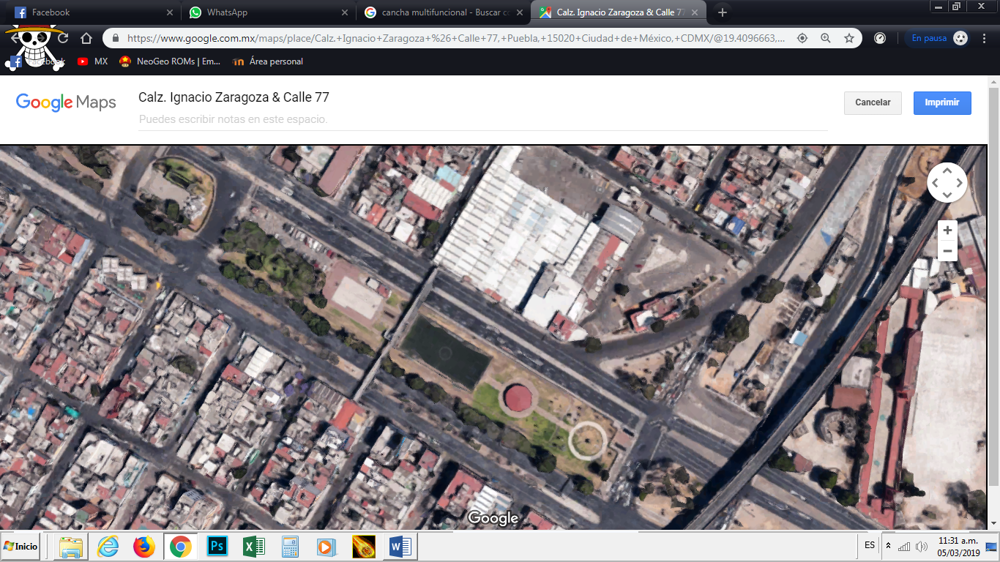 Facebook
WhatsApp
cancha multifuncional - Buscar co
Calz. Ignacio Zaragoza & Calle 77
https://www.google.com.mx/maps/place/Calz.+Ignacio+Zaragoza+%26+Calle+77,+Puebla,+15020+Ciudad+de+México,+CDMX/@19.4096663,...
En pausa
Facebook
MX
NeoGeo ROMs | Em...
Área personal
Google Maps
Calz. Ignacio Zaragoza & Calle 77
Puedes escribir notas en este espacio.
Cancelar
Imprimir
Google
Inicio
ES
11:31 a.m.
05/03/2019